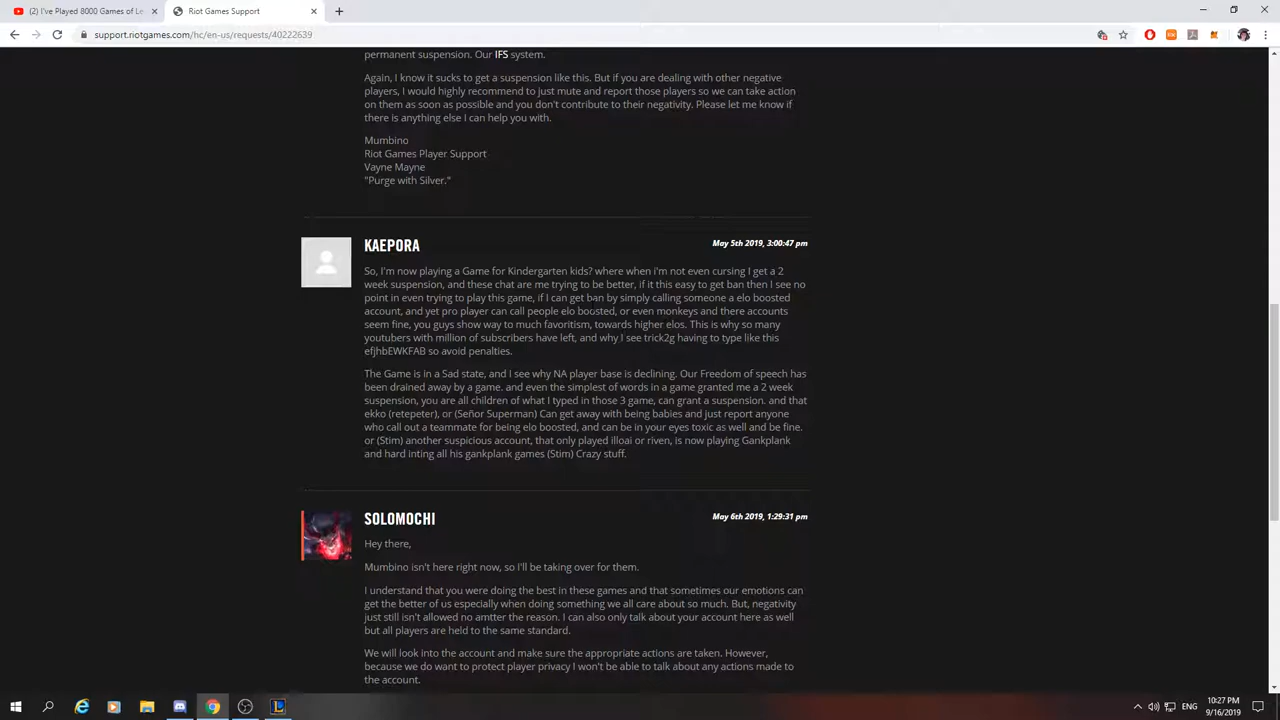 (2) I've Played 8000 Games of Le
Riot Games Support
support.riotgames.com/hc/en-us/requests/40222639
permanent suspension. Our IFS system.
Again, I know it sucks to get a suspension like this. But if you are dealing with other negative
players, I would highly recommend to just mute and report those players so we can take action
on them as soon as possible and you don't contribute to their negativity. Please let me know if
there is anything else I can help you with.
Mumbino
Riot Games Player Support
Vayne Mayne
"Purge with Silver."
KAEPORA
May 5th 2019, 3:00:47 pm
So, I'm now playing a Game for Kindergarten kids? where when i'm not even cursing I get a 2
week suspension, and these chat are me trying to be better, if it this easy to get ban then I see no
point in even trying to play this game, if I can get ban by simply calling someone a elo boosted
account, and yet pro player can call people elo boosted, or even monkeys and there accounts
seem fine, you guys show way to much favoritism, towards higher elos. This is why so many
youtubers with million of subscribers have left, and why I see trick2g having to type like this
efjhbEWKFAB so avoid penalties.
The Game is in a Sad state, and I see why NA player base is declining. Our Freedom of speech has
been drained away by a game. and even the simplest of words in a game granted me a 2 week
suspension, you are all children of what I typed in those 3 game, can grant a suspension. and that
ekko (retepeter), or (Señor Superman) Can get away with being babies and just report anyone
who call out a teammate for being elo boosted, and can be in your eyes toxic as well and be fine.
or (Stim) another suspicious account, that only played illoai or riven, is now playing Gankplank
and hard inting all his gankplank games (Stim) Crazy stuff.
SOLOMOCHI
May 6th 2019, 1:29:31 pm
Hey there,
Mumbino isn't here right now, so I'll be taking over for them.
I understand that you were doing the best in these games and that sometimes our emotions can
get the better of us especially when doing something we all care about so much. But, negativity
just still isn't allowed no amtter the reason. I can also only talk about your account here as well
but all players are held to the same standard.
We will look into the account and make sure the appropriate actions are taken. However,
because we do want to protect player privacy I won't be able to talk about any actions made to
the account.
ENG
10:27 PM
9/16/2019